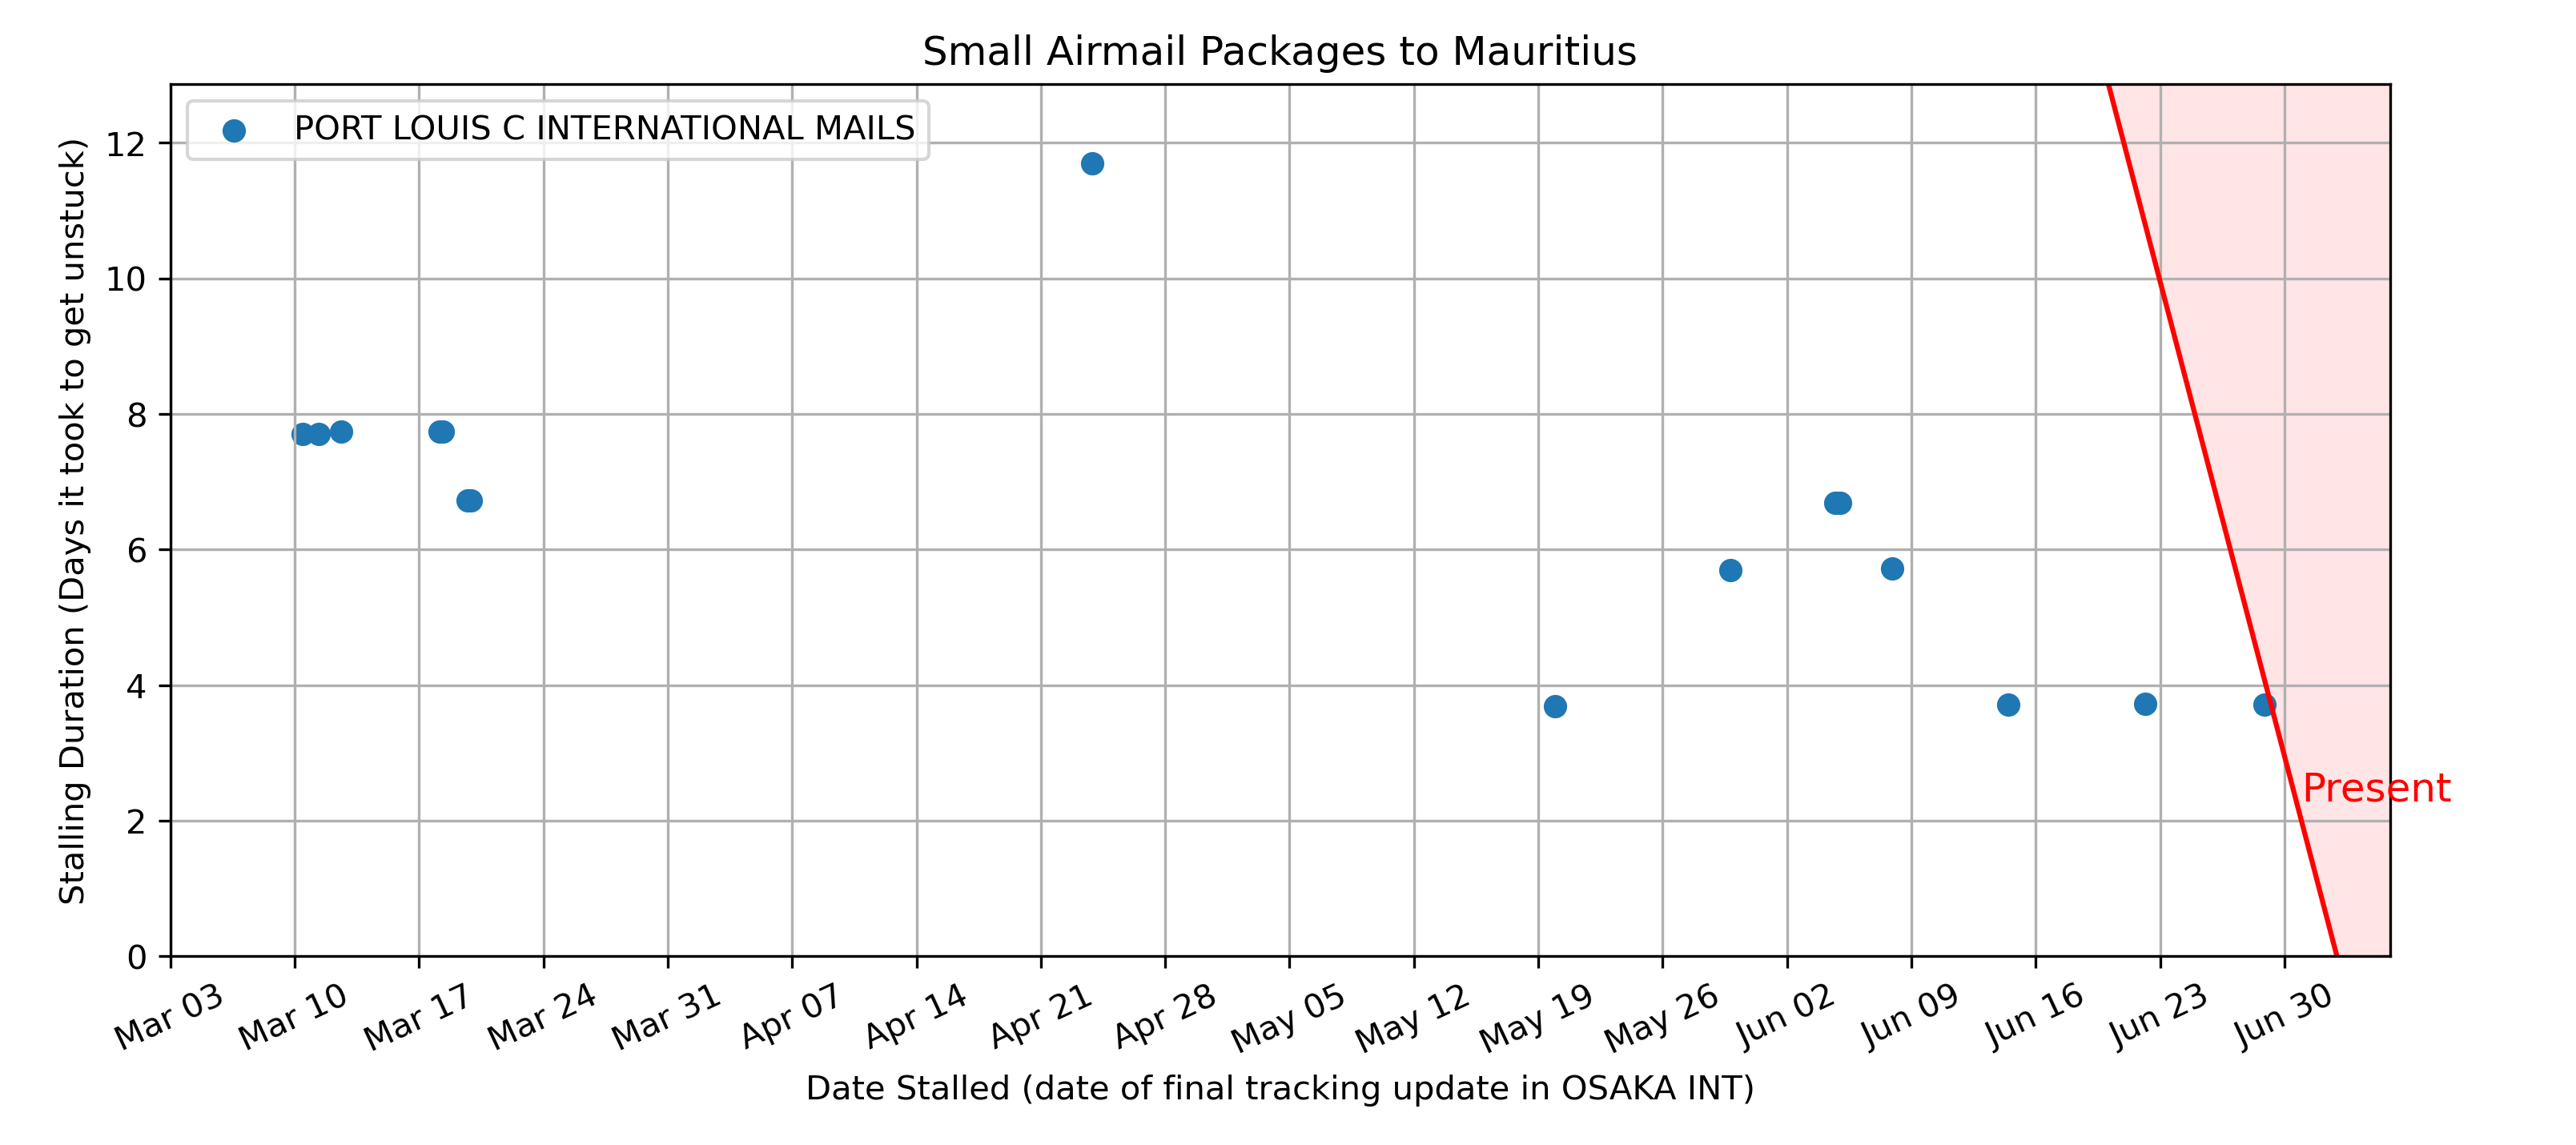 Small Airmail Packages to Mauritius
PORT LOUIS C INTERNATIONAL MAILS
Stalling Duration (Days it took to get unstuck)
12
10
8
6
4
2
0
Present
Mar 03
Mar 10
Mar 17
Mar 24
Mar 31
Apr 07
Apr 14
Apr 21
Apr 28
May 05
May 12
May 19
May 26
Jun 02
Jun 09
Jun 16
Jun 23
Jun 30
Date Stalled (date of final tracking update in OSAKA INT)